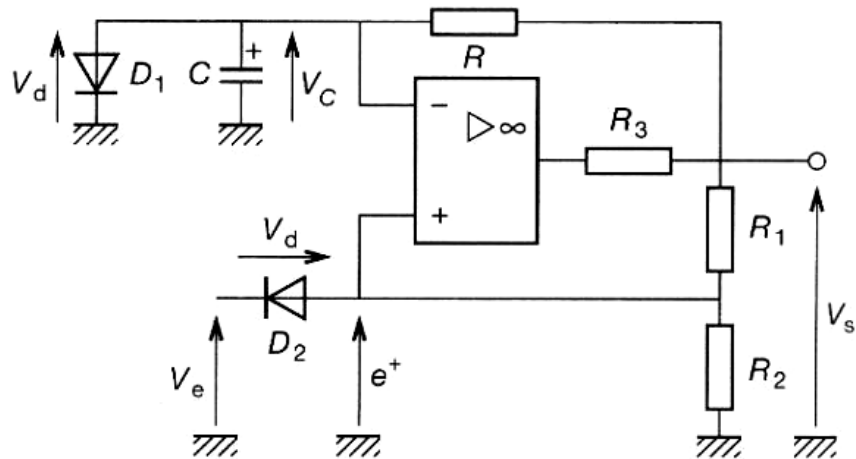 R
V_d
D_1
C
+
V_C
−
▷ ∞
R_3
+
R_1
V_d
D_2
V_e
e^+
R_2
V_s